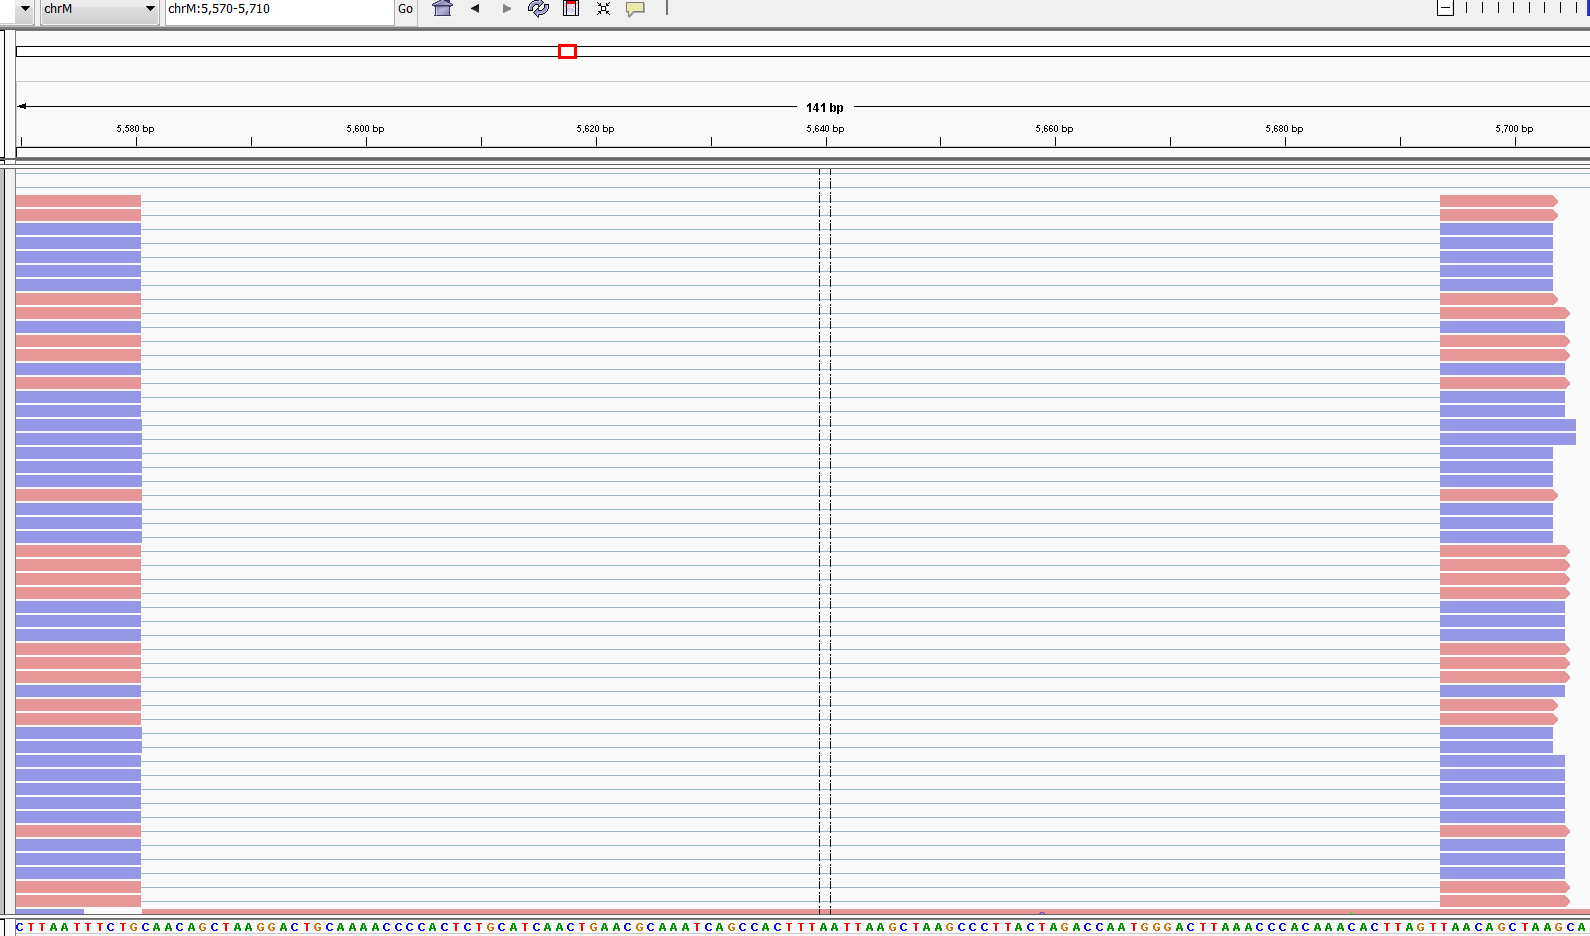 chrM chrM:5,570-5,710 Go
141 bp
5,580 bp 5,600 bp 5,620 bp 5,640 bp 5,660 bp 5,680 bp 5,700 bp
CTTAATTTCTGCAACAGCTAAGGACTGCAAAACCCCACTCTGCATCAACTGAACGCAAATCAGCCACTTTAATTAAGCTAAGCCCTTACTAGACCAATGGGACTTAAACCCACAAACACTTAGTTAACAGCTAAGCA